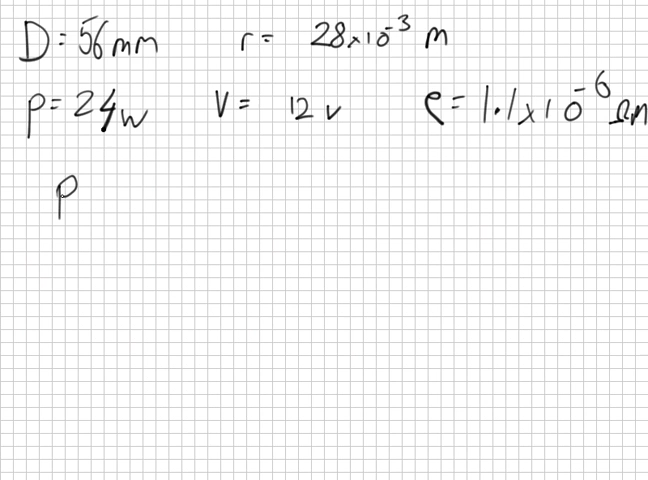 D = 56 mm r = 28×10⁻³ m
P = 24 w V = 12 v ρ = 1.1×10⁻⁶ Ωm
P